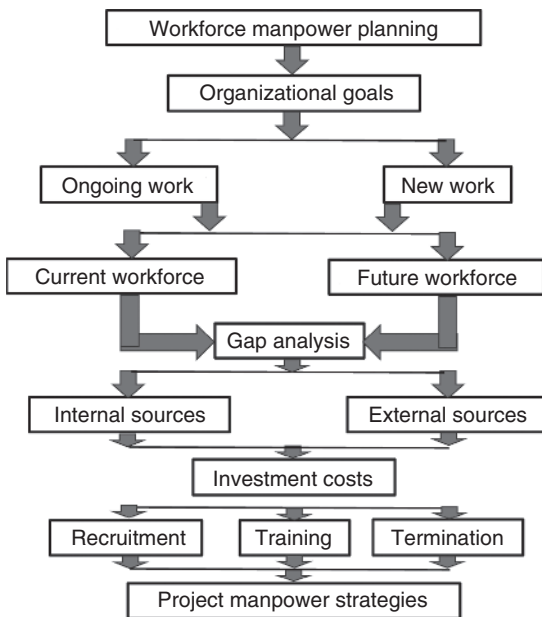 Workforce manpower planning
Organizational goals
Ongoing work
New work
Current workforce
Future workforce
Gap analysis
Internal sources
External sources
Investment costs
Recruitment
Training
Termination
Project manpower strategies